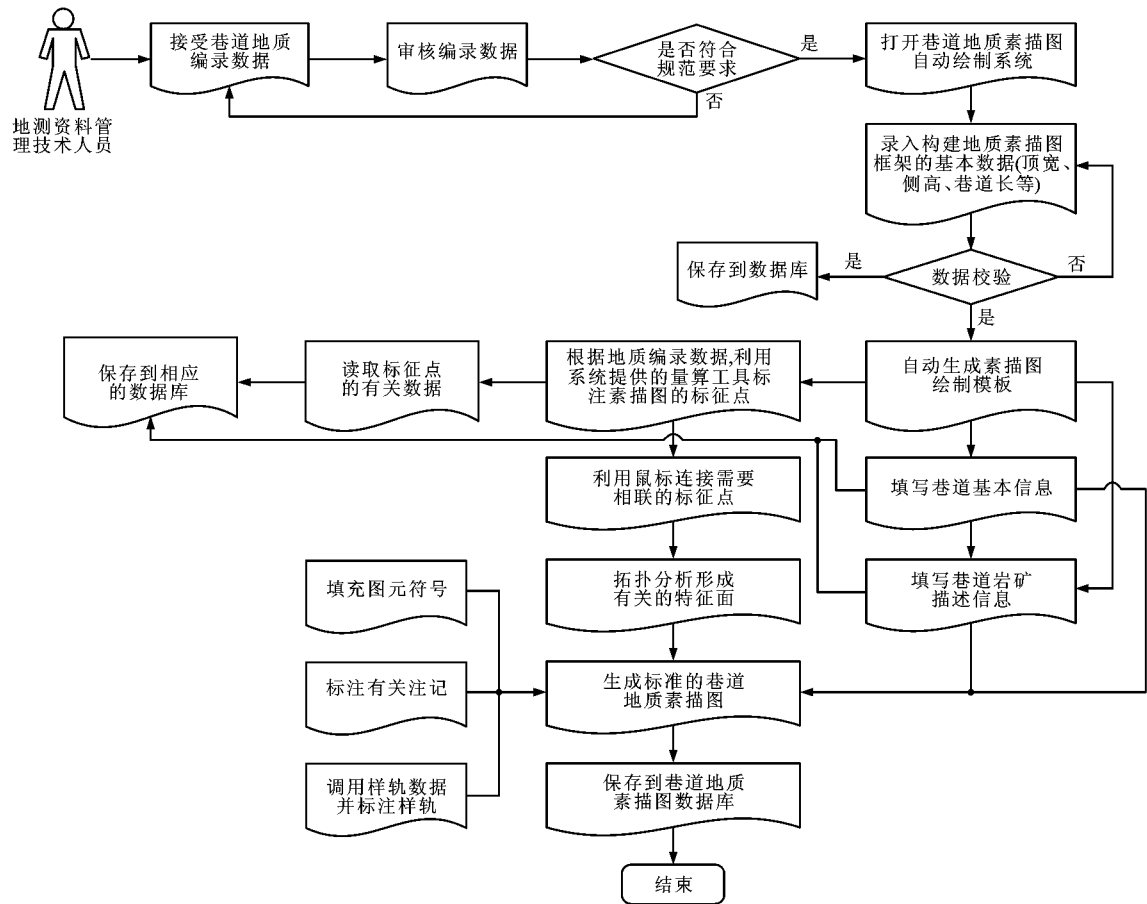 地测资料管
理技术人员
接受巷道地质
编录数据
审核编录数据
是否符合
规范要求
是
否
打开巷道地质素描图
自动绘制系统
录入构建地质素描图
框架的基本数据(顶宽、
侧高、巷道长等)
保存到数据库
是
数据校验
否
是
保存到相应
的数据库
读取标征点
的有关数据
根据地质编录数据,利用
系统提供的量算工具标
注素描图的标征点
自动生成素描图
绘制模板
利用鼠标连接需要
相联的标征点
填写巷道基本信息
填充图元符号
拓扑分析形成
有关的特征面
填写巷道岩矿
描述信息
标注有关注记
生成标准的巷道
地质素描图
调用样轨数据
并标注样轨
保存到巷道地质
素描图数据库
结束